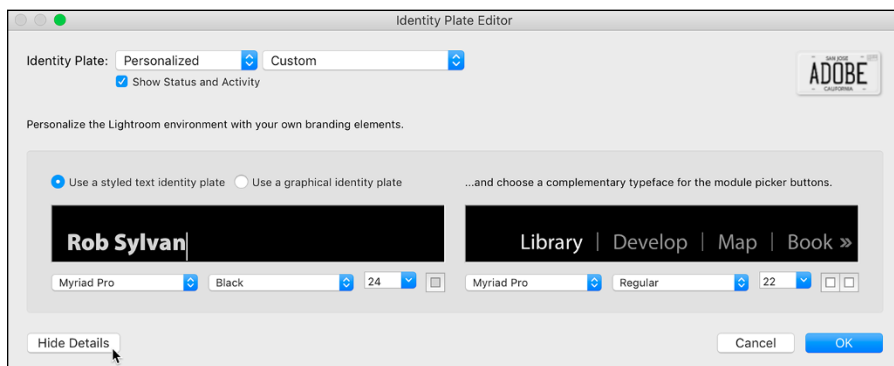 Identity Plate Editor
Identity Plate: Personalized Custom
Show Status and Activity
SAN JOSE
ADOBE
CALIFORNIA
Personalize the Lightroom environment with your own branding elements.
Use a styled text identity plate Use a graphical identity plate ...and choose a complementary typeface for the module picker buttons.
Rob Sylvan Library | Develop | Map | Book »
Myriad Pro Black 24 Myriad Pro Regular 22
Hide Details Cancel OK